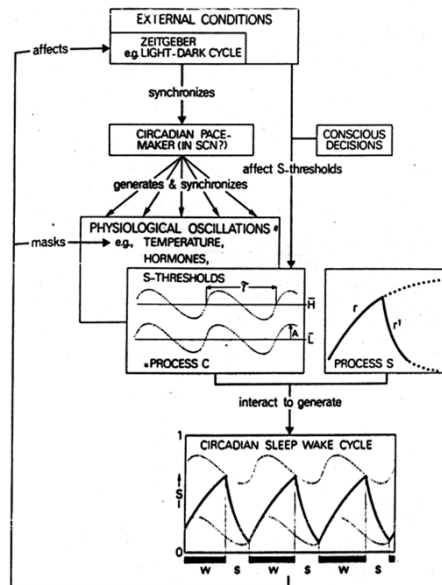 EXTERNAL CONDITIONS
ZEITGEBER
e.g. LIGHT-DARK CYCLE
affects
synchronizes
CIRCADIAN PACE-
MAKER (IN SCN?)
CONSCIOUS
DECISIONS
affect S-thresholds
generates & synchronizes
PHYSIOLOGICAL OSCILLATIONS
masks
e.g., TEMPERATURE,
HORMONES,
S-THRESHOLDS
H̄
A
L̄
PROCESS C
r
r'
PROCESS S
interact to generate
CIRCADIAN SLEEP WAKE CYCLE
1
S
0
W S W S W S